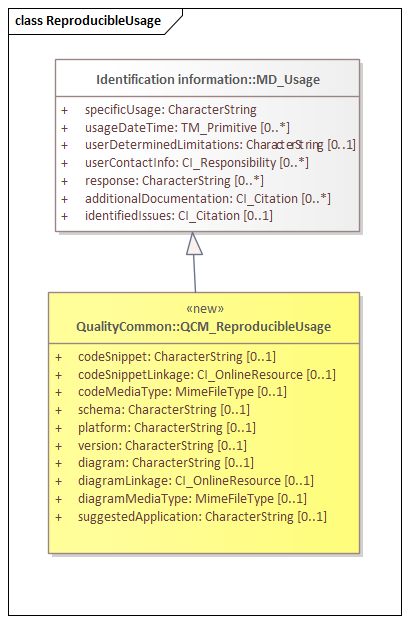 class ReproducibleUsage
Identification information::MD_Usage
+ specificUsage: CharacterString
+ usageDateTime: TM_Primitive [0..*]
+ userDeterminedLimitations: CharacterString [0..1]
+ userContactInfo: CI_Responsibility [0..*]
+ response: CharacterString [0..*]
+ additionalDocumentation: CI_Citation [0..*]
+ identifiedIssues: CI_Citation [0..1]
«new»
QualityCommon::QCM_ReproducibleUsage
+ codeSnippet: CharacterString [0..1]
+ codeSnippetLinkage: CI_OnlineResource [0..1]
+ codeMediaType: MimeFileType [0..1]
+ schema: CharacterString [0..1]
+ platform: CharacterString [0..1]
+ version: CharacterString [0..1]
+ diagram: CharacterString [0..1]
+ diagramLinkage: CI_OnlineResource [0..1]
+ diagramMediaType: MimeFileType [0..1]
+ suggestedApplication: CharacterString [0..1]